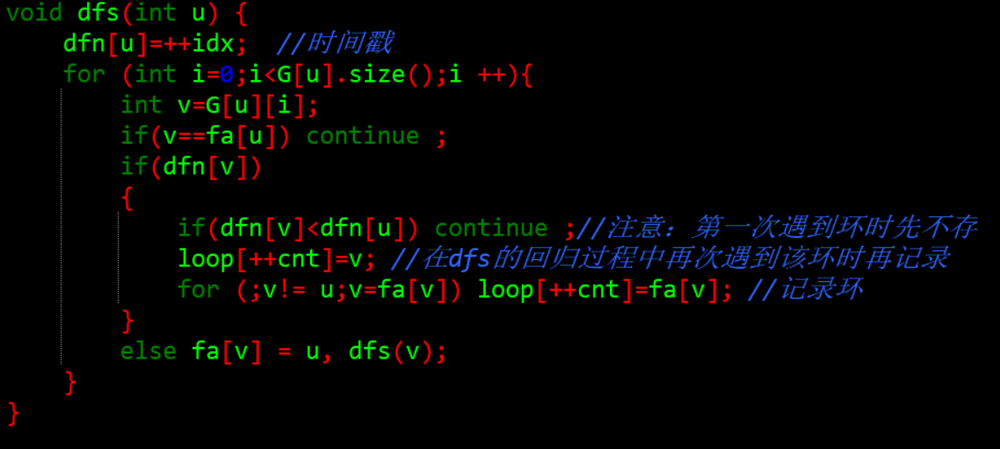 void dfs(int u) {
    dfn[u]=++idx;  //时间戳
    for (int i=0;i<G[u].size();i ++){
        int v=G[u][i];
        if(v==fa[u]) continue ;
        if(dfn[v])
        {
            if(dfn[v]<dfn[u]) continue ;//注意：第一次遇到环时先不存
            loop[++cnt]=v; //在dfs的回归过程中再次遇到该环时再记录
            for (;v!= u;v=fa[v]) loop[++cnt]=fa[v]; //记录环
        }
        else fa[v] = u, dfs(v);
    }
}